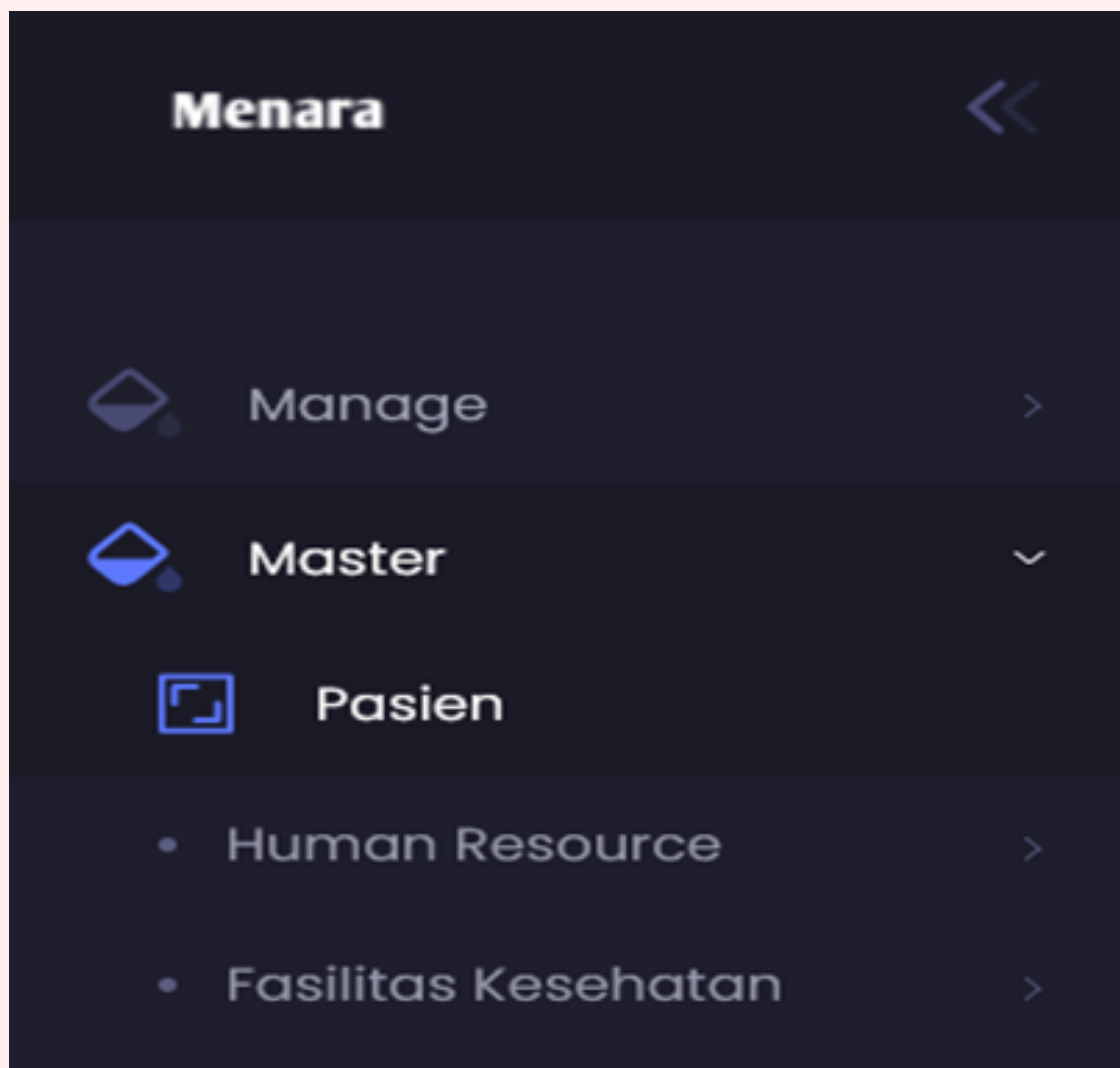 Menara
Manage
Master
Pasien
Human Resource
Fasilitas Kesehatan